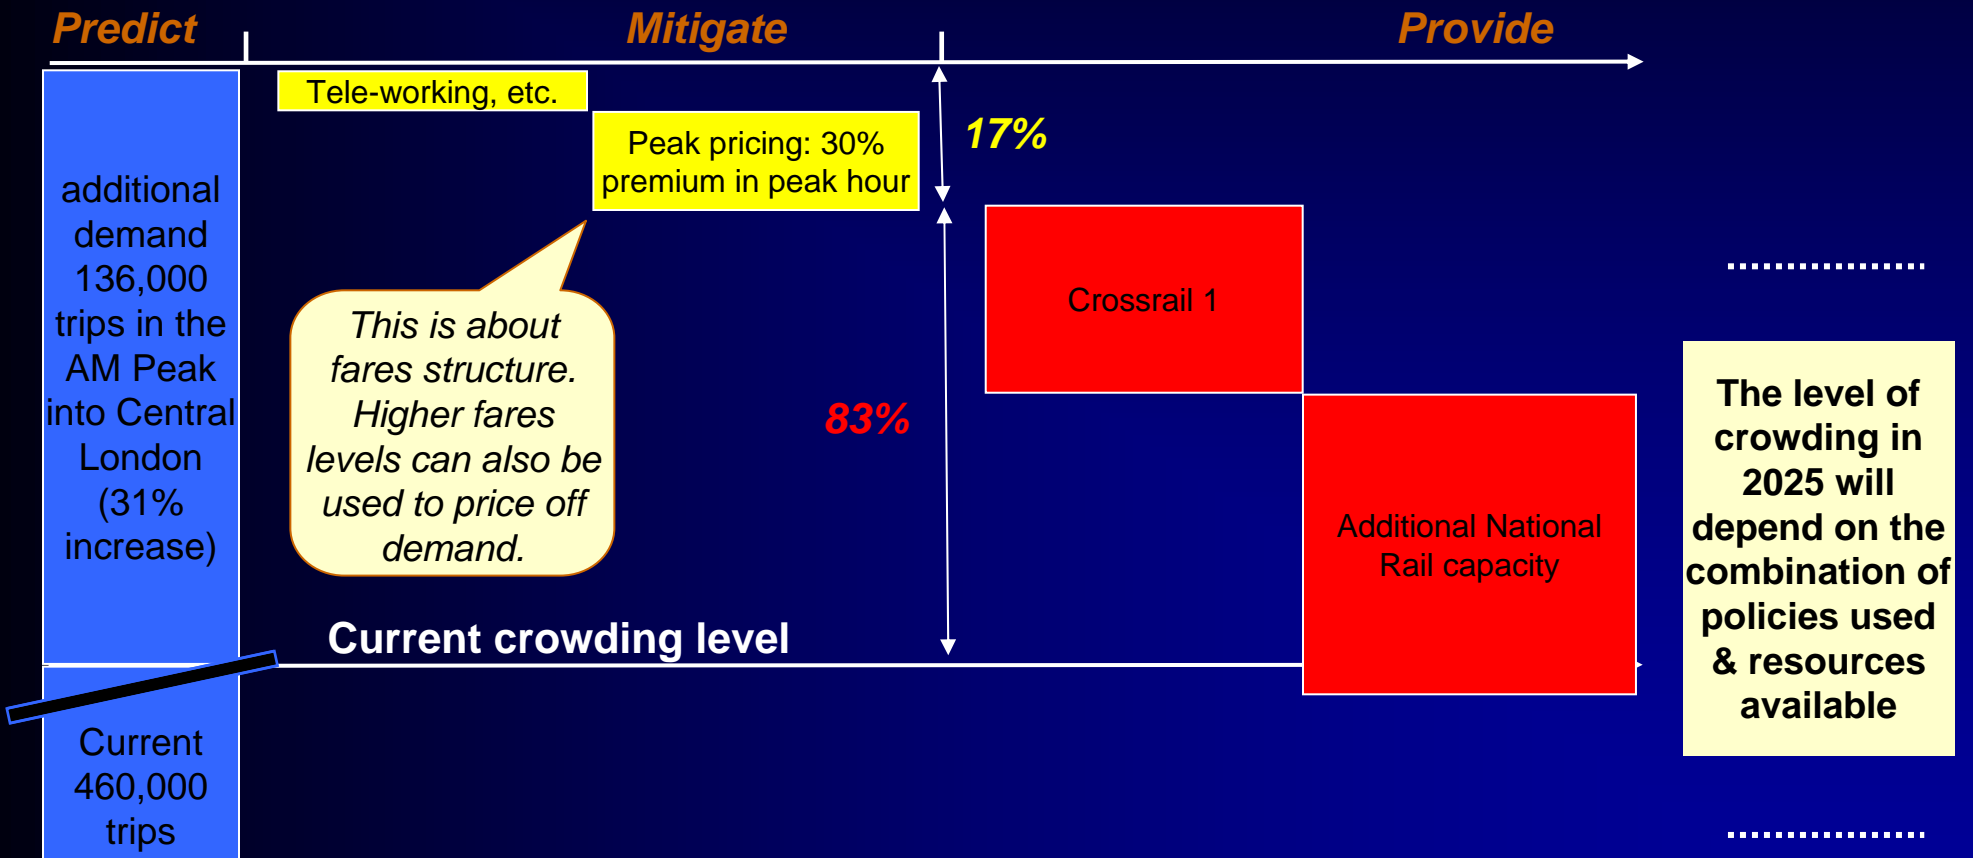 Predict
Mitigate
Provide
additional
demand
136,000
trips in the
AM Peak
into Central
London
(31%
increase)
Current
460,000
trips
Tele-working, etc.
Peak pricing: 30%
premium in peak hour
17%
This is about
fares structure.
Higher fares
levels can also be
used to price off
demand.
83%
Current crowding level
Crossrail 1
Additional National
Rail capacity
The level of
crowding in
2025 will
depend on the
combination of
policies used
& resources
available